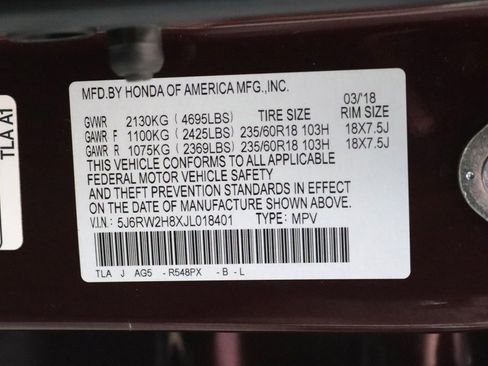 MFD.BY HONDA OF AMERICA MFG.,INC.
03/'18
GVWR 2130KG (4695LBS) TIRE SIZE RIM SIZE
GAWR F 1100KG (2425LBS) 235/60R18 103H 18X7.5J
GAWR R 1075KG (2369LBS) 235/60R18 103H 18X7.5J
THIS VEHICLE CONFORMS TO ALL APPLICABLE
FEDERAL MOTOR VEHICLE SAFETY
AND THEFT PREVENTION STANDARDS IN EFFECT
ON THE DATE OF MANUFACTURE SHOWN ABOVE.
V.I.N: 5J6RW2H8XJL018401 TYPE: MPV
TLA J AG5 - R548PX - B - L
TLA A1